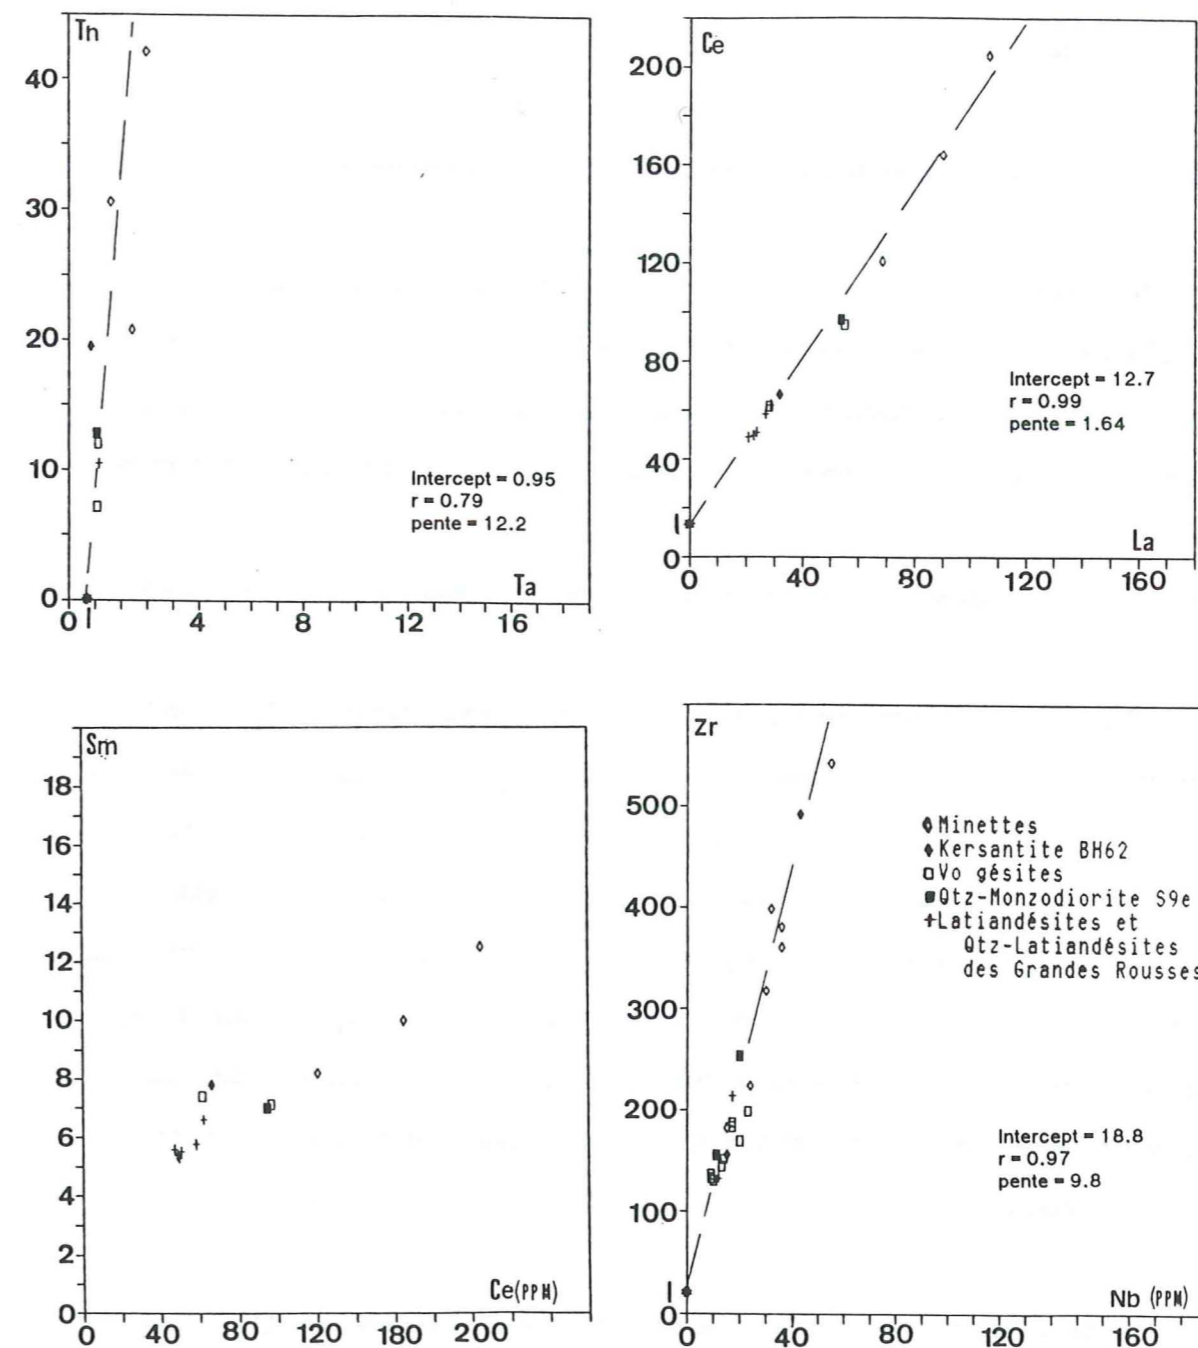 Th
40
30
20
10
0
Intercept = 0.95
r = 0.79
pente = 12.2
Ta
0 I 4 8 12 16
Ce
200
160
120
80
40
I
0
Intercept = 12.7
r = 0.99
pente = 1.64
La
0 40 80 120 160
Sm
18
16
14
12
10
8
6
4
2
0
Ce(PPM)
0 40 80 120 200
Zr
500
400
300
200
100
I
0
Minettes
Kersantite BH62
Vo gésites
Qtz-Monzodiorite S9e
Latiandésites et
Qtz-Latiandésites
des Grandes Rousses
Intercept = 18.8
r = 0.97
pente = 9.8
Nb (PPM)
0 40 80 120 160